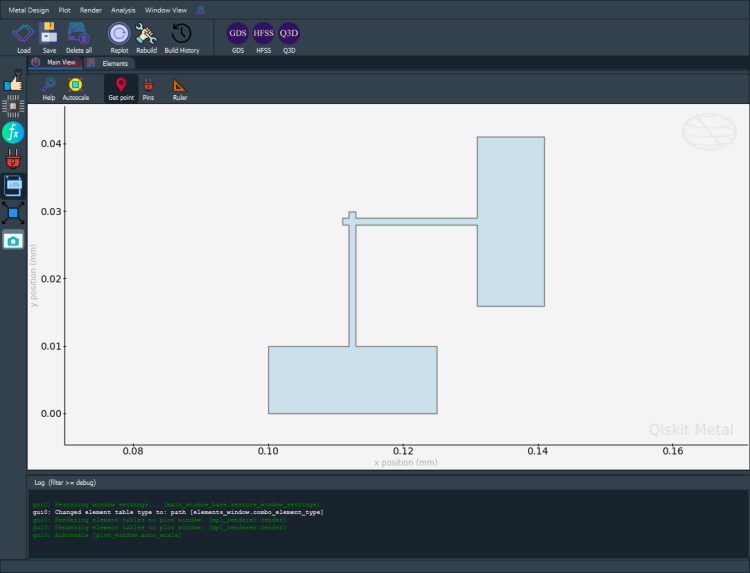 Metal Design Plot Render Analysis Window View
GDS HFSS Q3D
Load Save Delete all Replot Rebuild Build History GDS HFSS Q3D
Main View Elements
Help Autoscale Get point Pins Ruler
0.04
0.03
0.02
0.01
0.00
y position (mm)
0.08 0.10 0.12 0.14 0.16
x position (mm)
Qiskit Metal
Log (filter >= debug)
gui0: Restoring window settings... [main_window_base.restore_window_settings]
gui0: Changed element table type to: path [elements_window.combo_element_type]
gui0: Rendering element tables to plot window. [mpl_renderer.render]
gui0: Rendering element tables to plot window. [mpl_renderer.render]
gui0: Autoscale [plot_window.auto_scale]